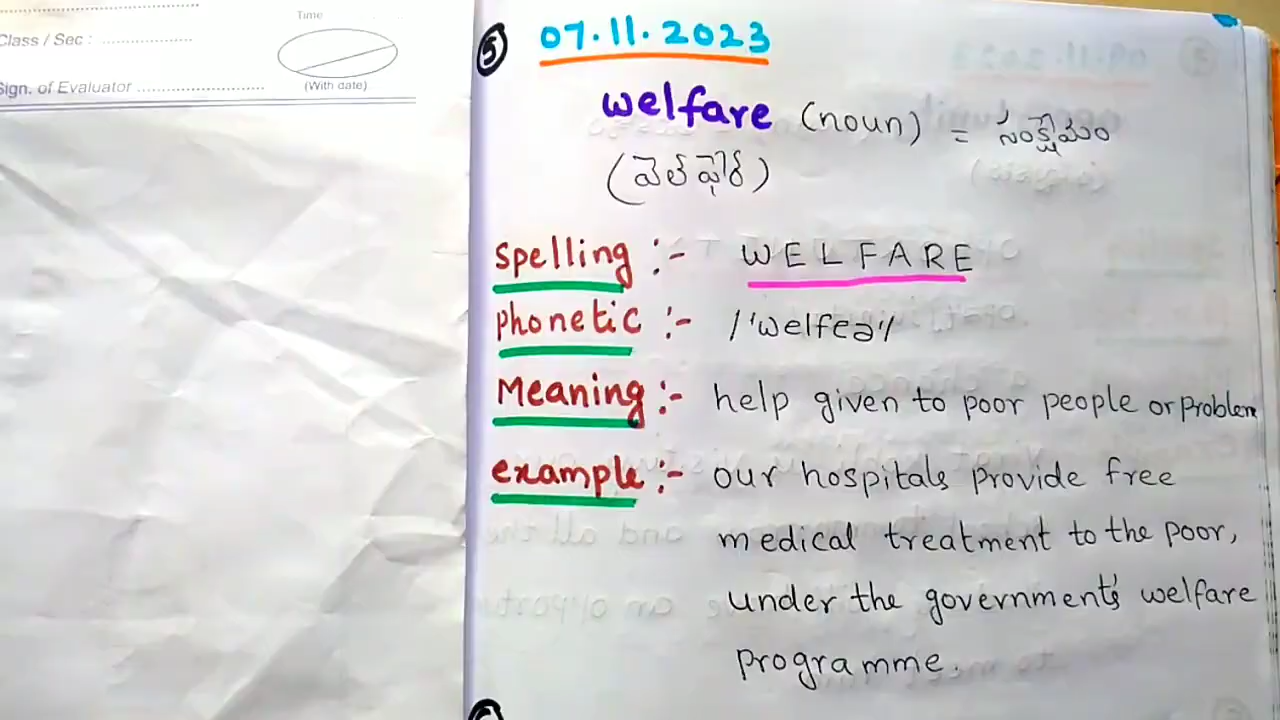 Time
Class / Sec : ....................
Sign. of Evaluator ............................
(With date)
5 07.11.2023
welfare (noun) = సంక్షేమం
(వెల్ఫేర్)
Spelling :- WELFARE
phonetic :- /'welfeə'/
Meaning :- help given to poor people or problem
example :- our hospitals provide free
medical treatment to the poor,
under the government's welfare
programme.